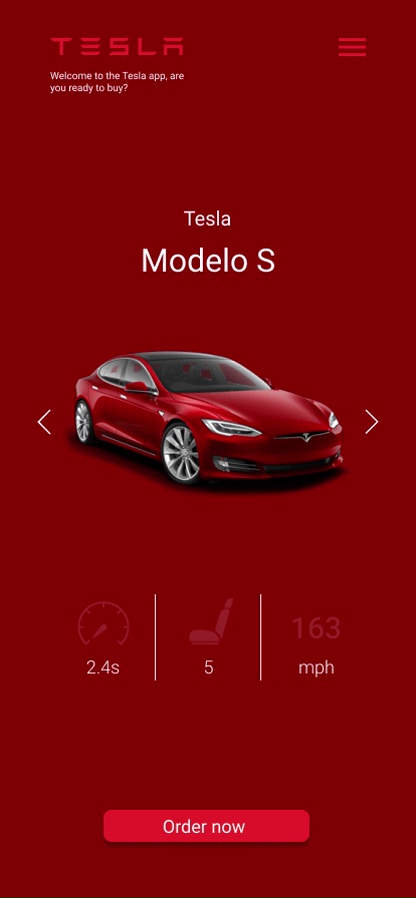 TESLA
Welcome to the Tesla app, are
you ready to buy?
Tesla
Modelo S
2.4s
5
163
mph
Order now